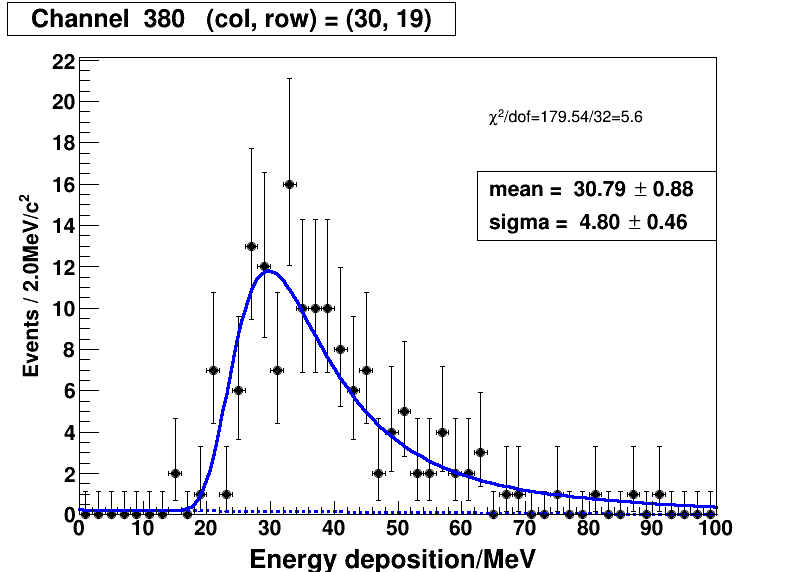 Channel 380 (col, row) = (30, 19)
22
20
18
16
14
12
10
8
6
4
2
0
Events / 2.0MeV/c²
χ²/dof=179.54/32=5.6
mean = 30.79 ± 0.88
sigma = 4.80 ± 0.46
0 10 20 30 40 50 60 70 80 90 100
Energy deposition/MeV